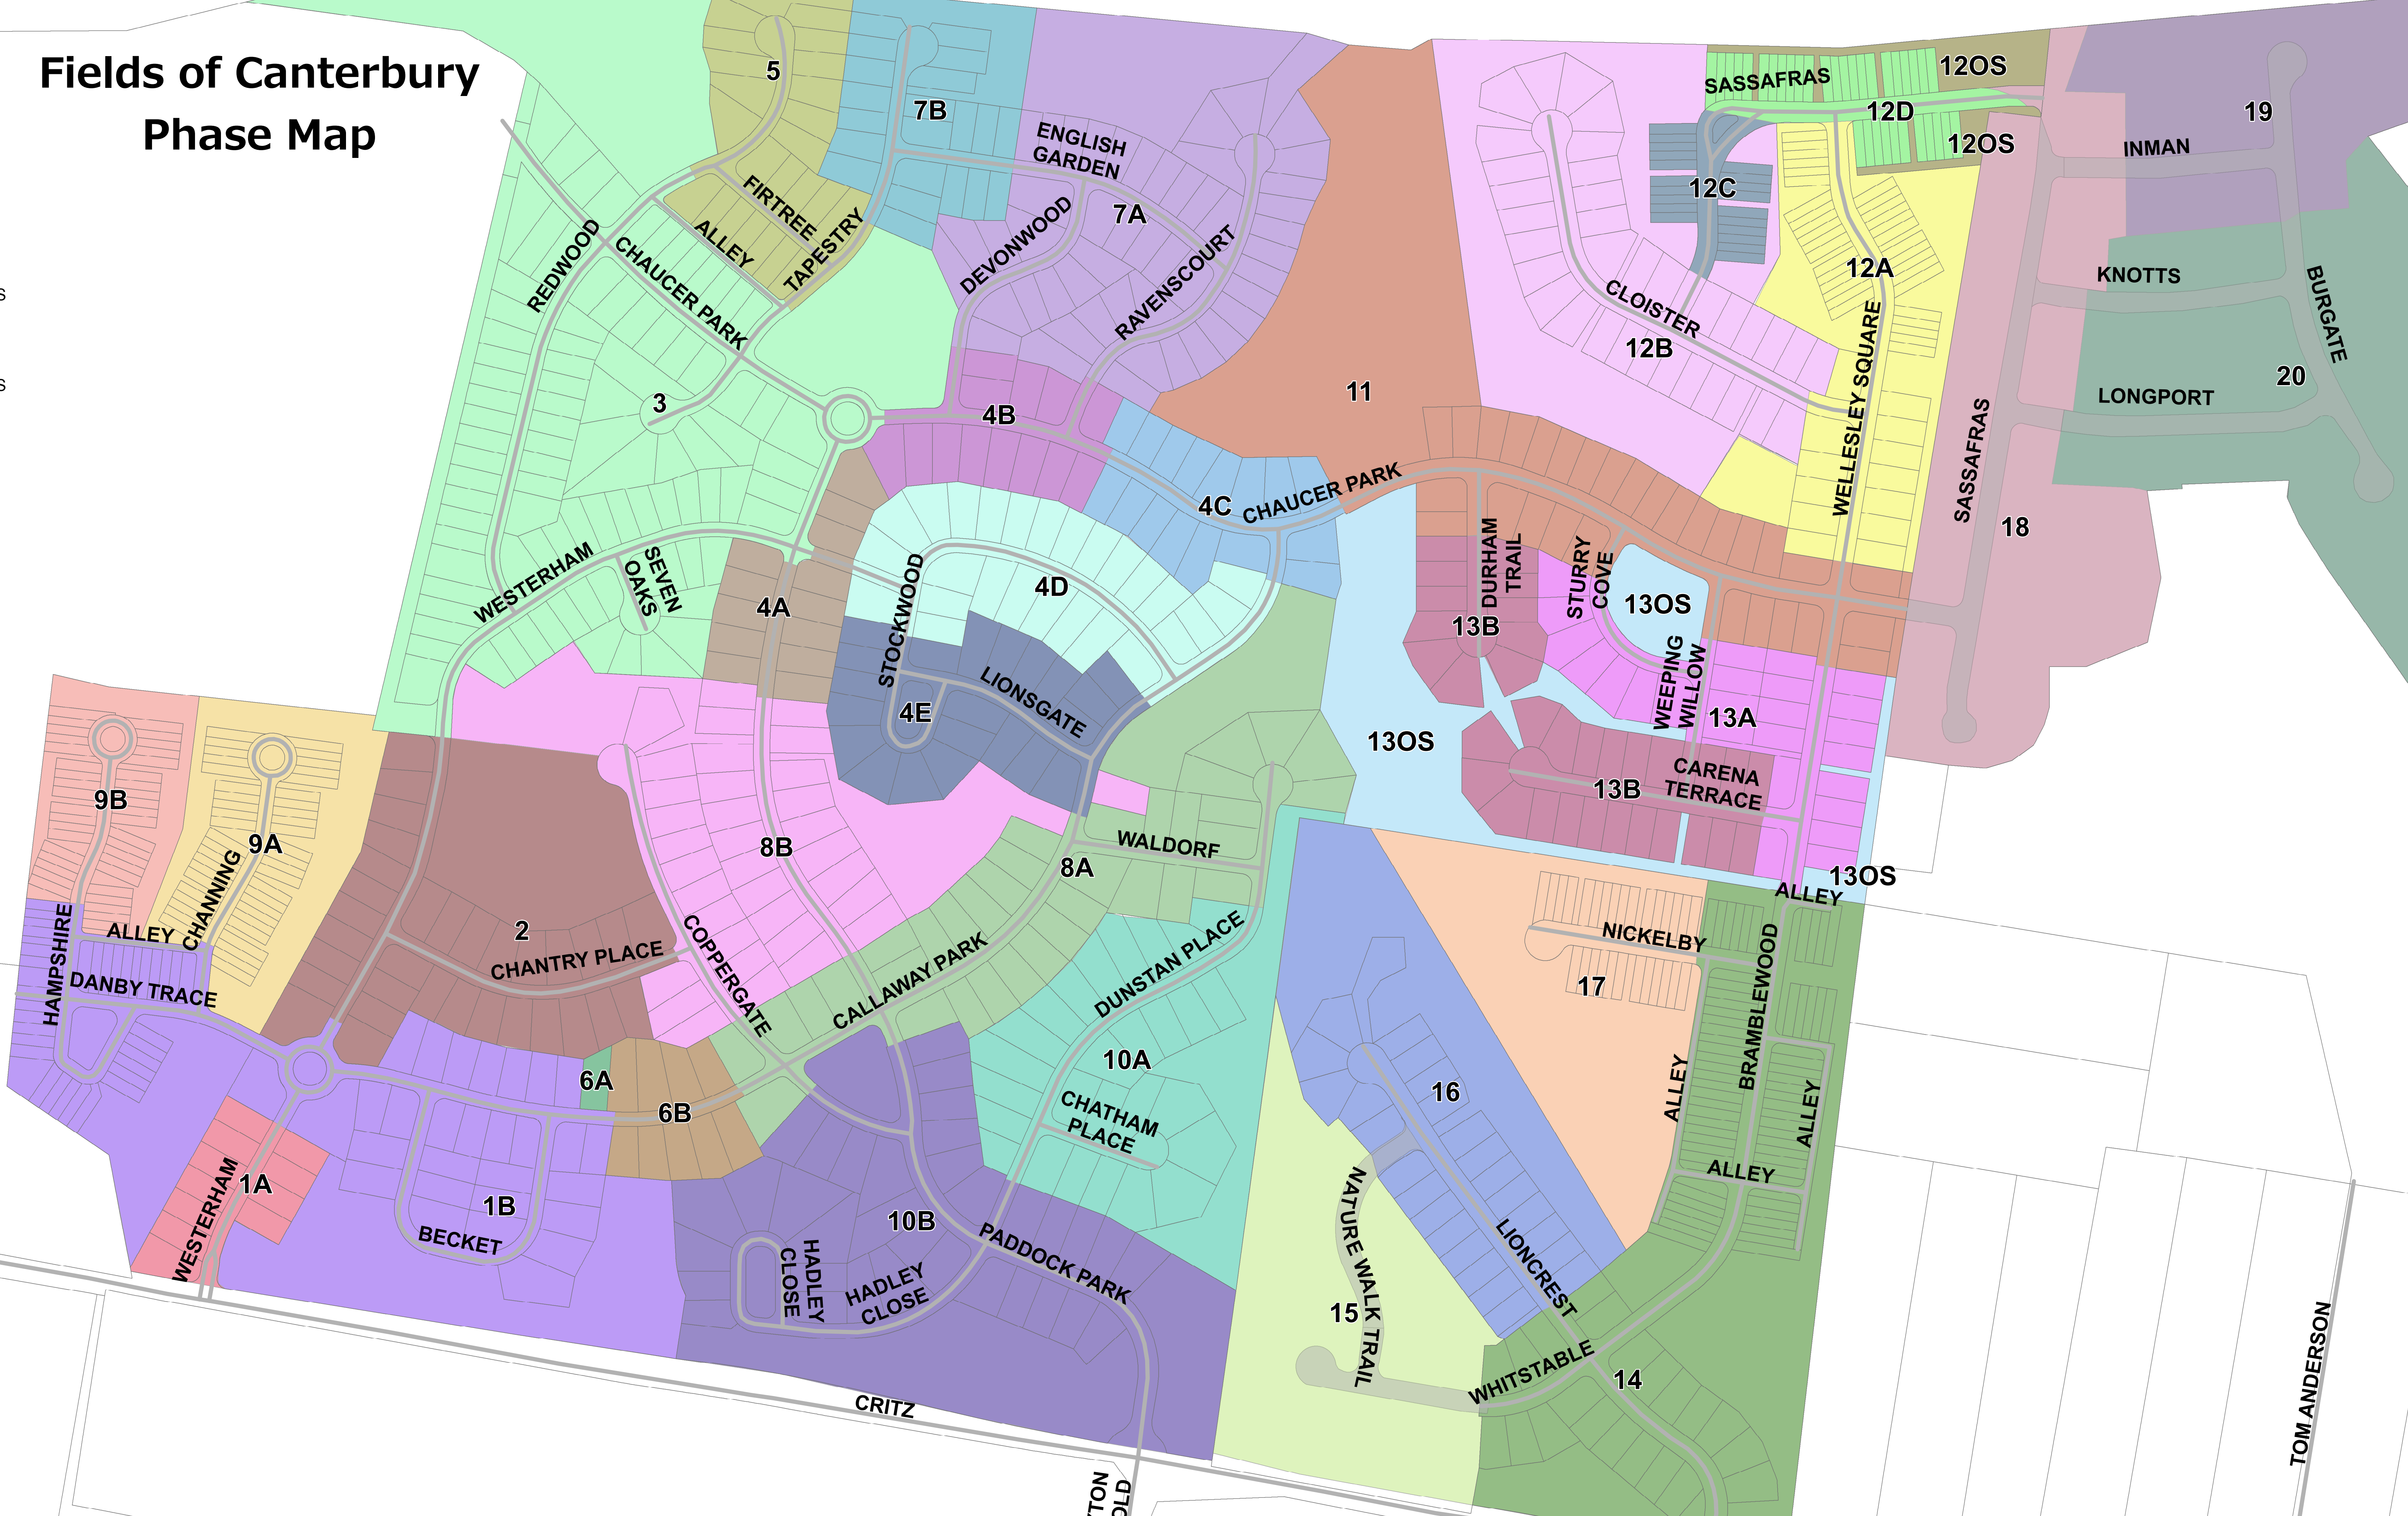 Fields of Canterbury
Phase Map
S
S
5
7B
ENGLISH
GARDEN
SASSAFRAS
12OS
12D
12OS
19
INMAN
12C
FIRTREE
ALLEY
TAPESTRY
REDWOOD
CHAUCER PARK
DEVONWOOD
7A
RAVENSCOURT
12A
CLOISTER
12B
WELLESLEY SQUARE
KNOTTS
BURGATE
20
LONGPORT
3
4B
11
SASSAFRAS
18
4C
CHAUCER PARK
WESTERHAM
SEVEN
OAKS
4A
STOCKWOOD
4D
DURHAM
TRAIL
STURRY
COVE
13OS
13B
WEEPING
WILLOW
13A
LIONSGATE
4E
13OS
CARENA
TERRACE
13B
9B
9A
8B
WALDORF
8A
13OS
ALLEY
CHANNING
HAMPSHIRE
ALLEY
DANBY TRACE
2
CHANTRY PLACE
COPPERGATE
CALLAWAY PARK
DUNSTAN PLACE
NICKELBY
17
BRAMBLEWOOD
10A
6A
6B
CHATHAM
PLACE
16
ALLEY
ALLEY
ALLEY
1A
WESTERHAM
1B
BECKET
10B
PADDOCK PARK
HADLEY
CLOSE
HADLEY
CLOSE
NATURE WALK TRAIL
LIONCREST
15
WHITSTABLE
14
CRITZ
TOM ANDERSON
TON
OLD